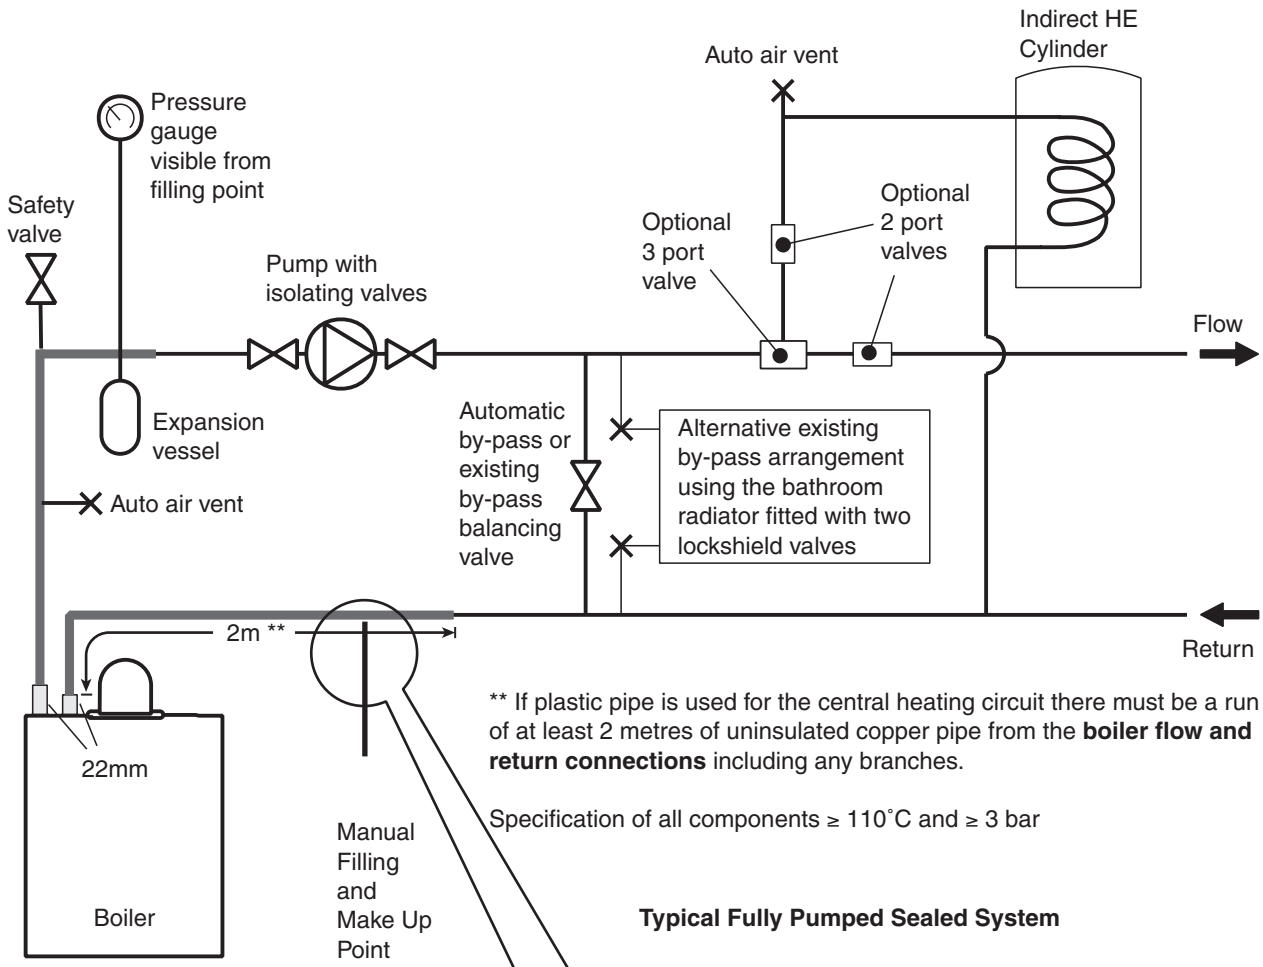 Indirect HE
Cylinder
Auto air vent
Pressure
gauge
visible from
filling point
Safety
valve
Optional
3 port
valve
Optional
2 port
valves
Pump with
isolating valves
Flow
Expansion
vessel
Automatic
by-pass or
existing
by-pass
balancing
valve
Alternative existing
by-pass arrangement
using the bathroom
radiator fitted with two
lockshield valves
Auto air vent
2m **
Return
** If plastic pipe is used for the central heating circuit there must be a run
of at least 2 metres of uninsulated copper pipe from the boiler flow and
return connections including any branches.
22mm
Specification of all components ≥ 110˚C and ≥ 3 bar
Manual
Filling
and
Make Up
Point
Boiler
Typical Fully Pumped Sealed System